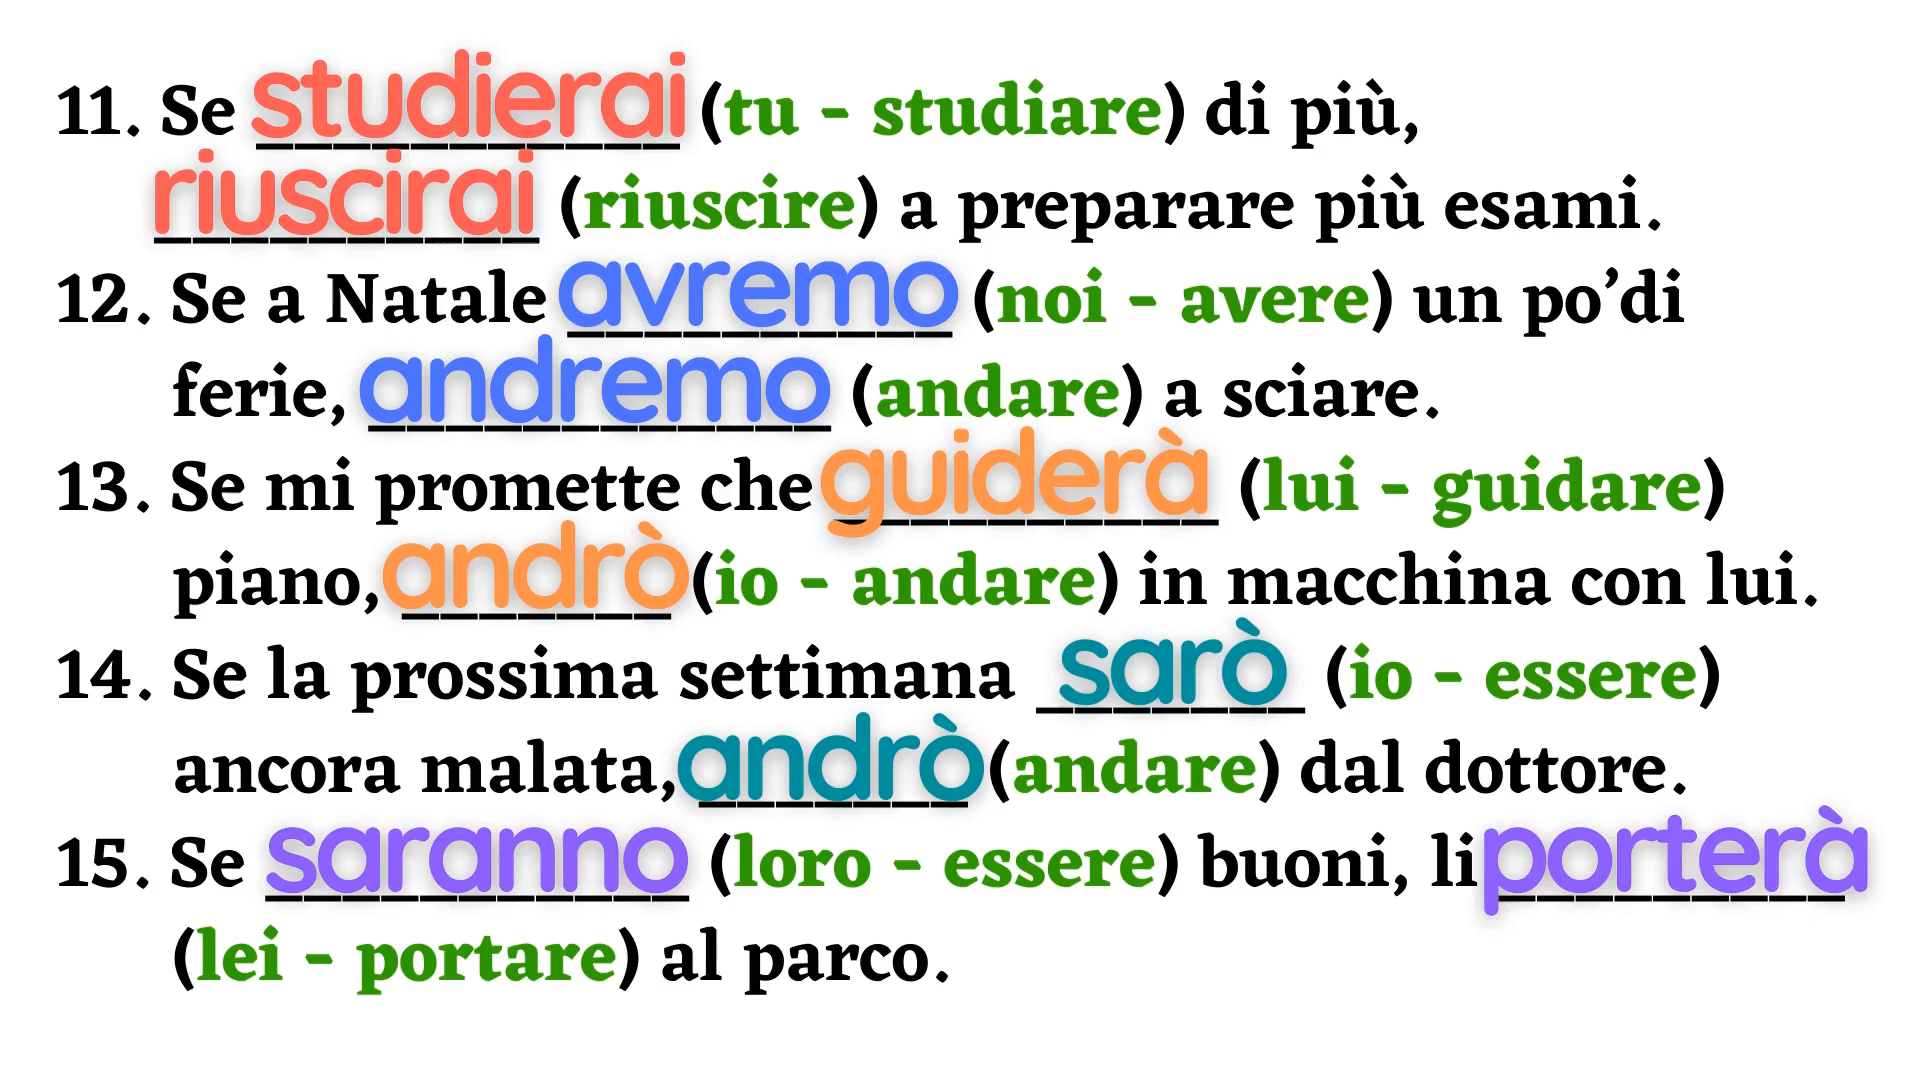 11. Se studierai (tu - studiare) di più,
riuscirai (riuscire) a preparare più esami.
12. Se a Natale avremo (noi - avere) un po’di
ferie, andremo (andare) a sciare.
13. Se mi promette che guiderà (lui - guidare)
piano, andrò (io - andare) in macchina con lui.
14. Se la prossima settimana sarò (io - essere)
ancora malata, andrò (andare) dal dottore.
15. Se saranno (loro - essere) buoni, li porterà
(lei - portare) al parco.